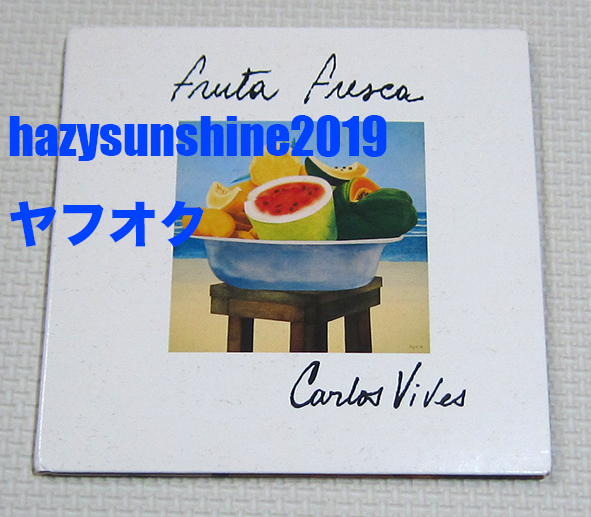 Fruta Fresca
hazysunshine2019
ヤフオク
Carlos Vives